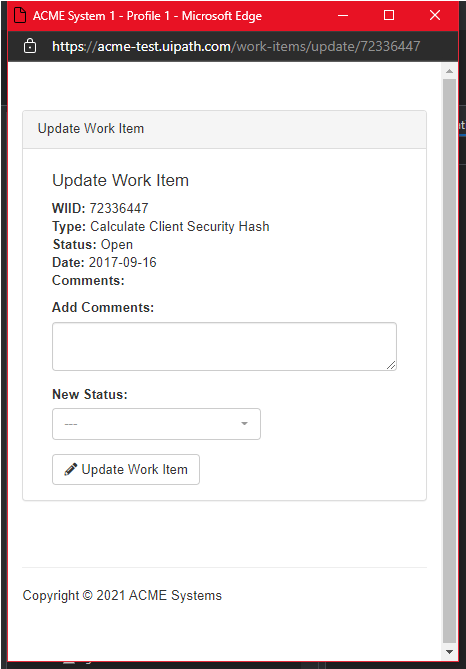 ACME System 1 - Profile 1 - Microsoft Edge
https://acme-test.uipath.com/work-items/update/72336447
Update Work Item
Update Work Item
WIID: 72336447
Type: Calculate Client Security Hash
Status: Open
Date: 2017-09-16
Comments:
Add Comments:
New Status:
---
Update Work Item
Copyright © 2021 ACME Systems